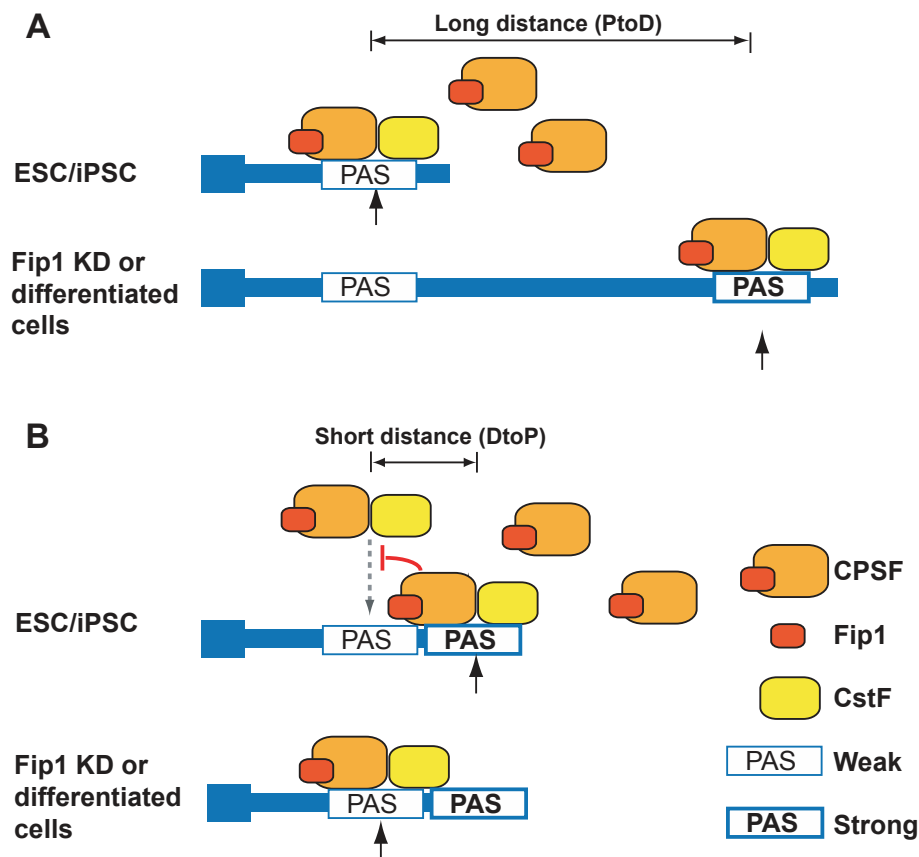 A
Long distance (PtoD)
ESC/iPSC
PAS
Fip1 KD or
differentiated
cells
PAS
PAS
B
Short distance (DtoP)
ESC/iPSC
PAS
PAS
Fip1 KD or
differentiated
cells
PAS
PAS
CPSF
Fip1
CstF
PAS
Weak
PAS
Strong